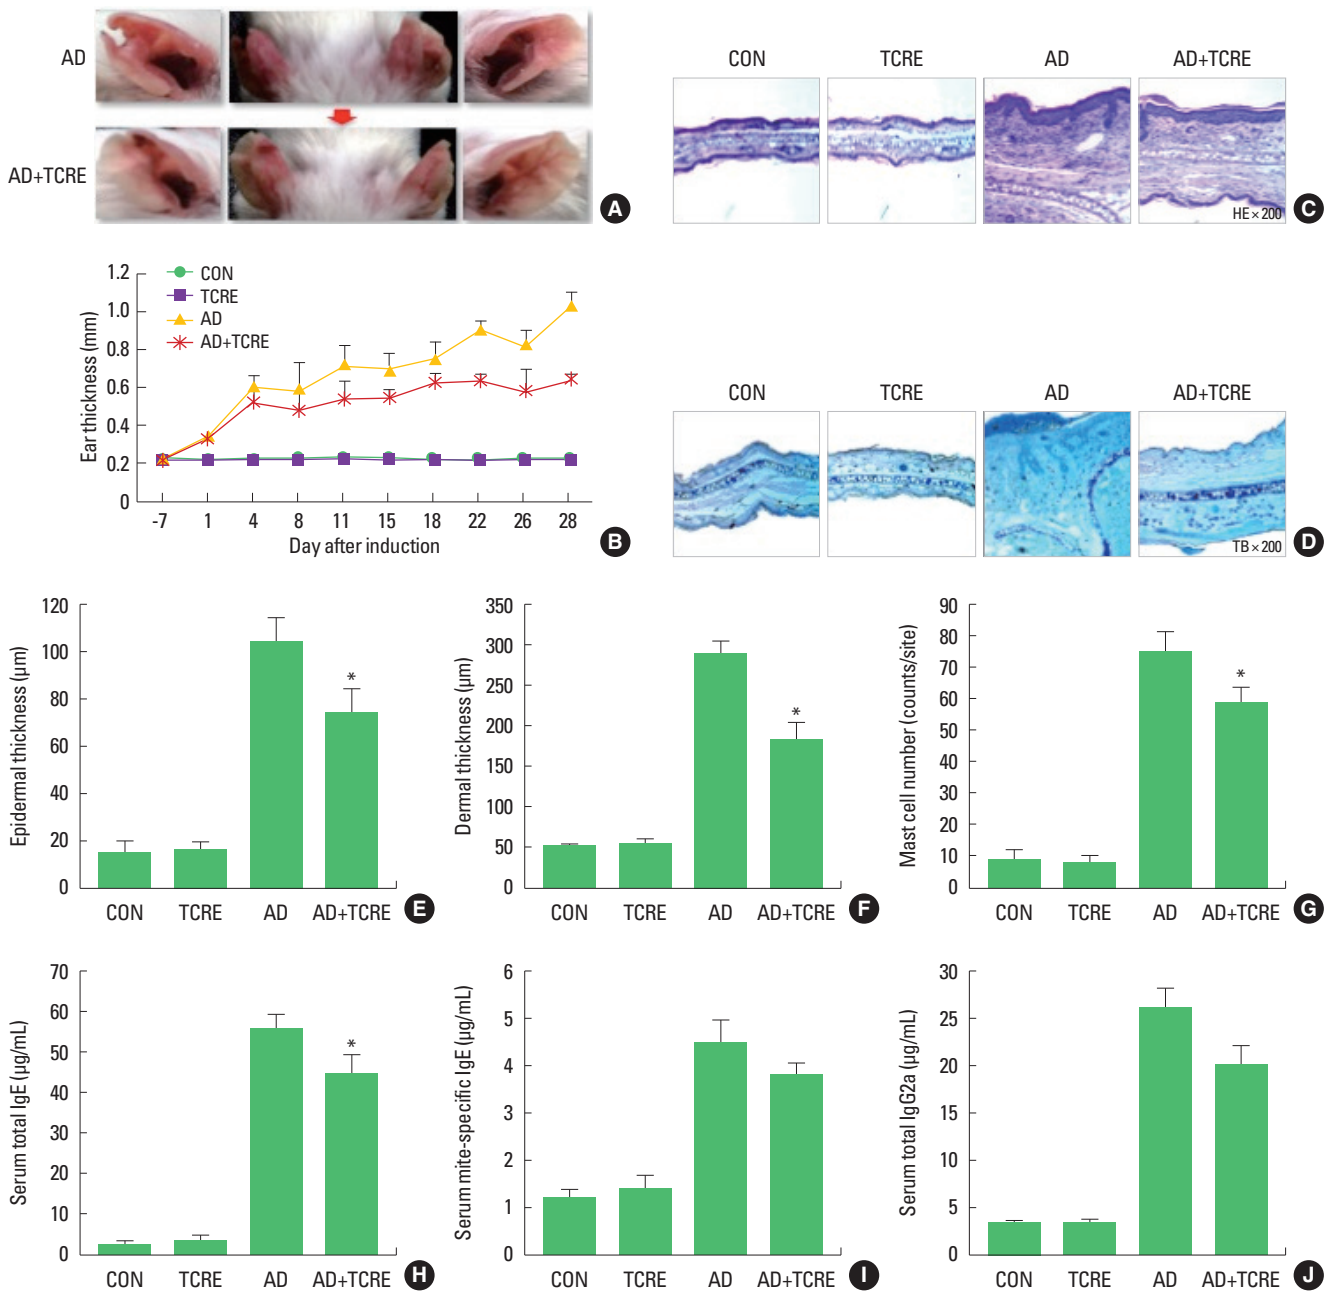 AD
AD+TCRE
A
CON TCRE AD AD+TCRE
HE × 200
C
1.2
1.0
0.8
0.6
0.4
0.2
0
Ear thickness (mm)
CON
TCRE
AD
AD+TCRE
-7 1 4 8 11 15 18 22 26 28
Day after induction
B
CON TCRE AD AD+TCRE
TB × 200
D
120
100
80
60
40
20
0
Epidermal thickness (μm)
*
CON TCRE AD AD+TCRE
E
350
300
250
200
150
100
50
0
Dermal thickness (μm)
*
CON TCRE AD AD+TCRE
F
90
80
70
60
50
40
30
20
10
0
Mast cell number (counts/site)
*
CON TCRE AD AD+TCRE
G
70
60
50
40
30
20
10
0
Serum total IgE (μg/mL)
*
CON TCRE AD AD+TCRE
H
6
5
4
3
2
1
0
Serum mite-specific IgE (μg/mL)
CON TCRE AD AD+TCRE
I
30
25
20
15
10
5
0
Serum total IgG2a (μg/mL)
CON TCRE AD AD+TCRE
J